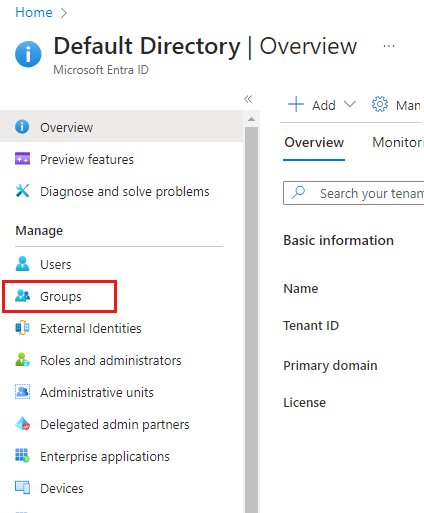 Home
Default Directory | Overview ...
Microsoft Entra ID
Overview
Preview features
Diagnose and solve problems
Manage
Users
Groups
External Identities
Roles and administrators
Administrative units
Delegated admin partners
Enterprise applications
Devices
Add
Man
Overview
Monitori
Search your tenan
Basic information
Name
Tenant ID
Primary domain
License